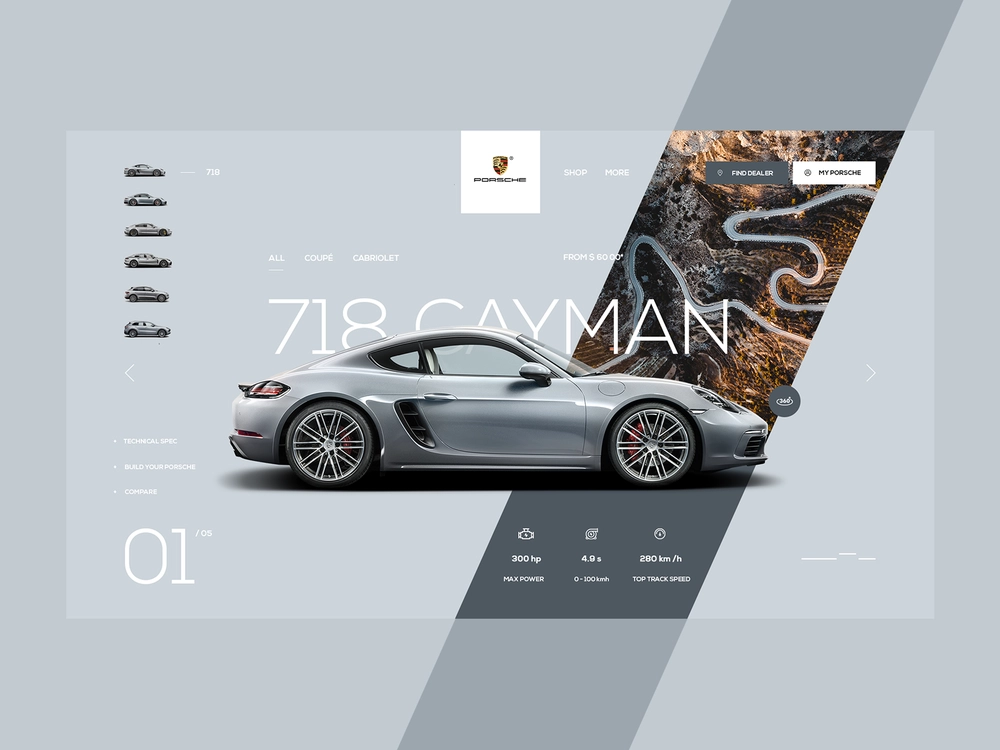 718
PORSCHE
SHOP
MORE
FIND DEALER
MY PORSCHE
ALL
COUPÉ
CABRIOLET
FROM $ 60 00*
718 CAYMAN
360°
TECHNICAL SPEC
BUILD YOUR PORSCHE
COMPARE
01
/ 05
300 hp
MAX POWER
4.9 s
0 - 100 kmh
280 km /h
TOP TRACK SPEED